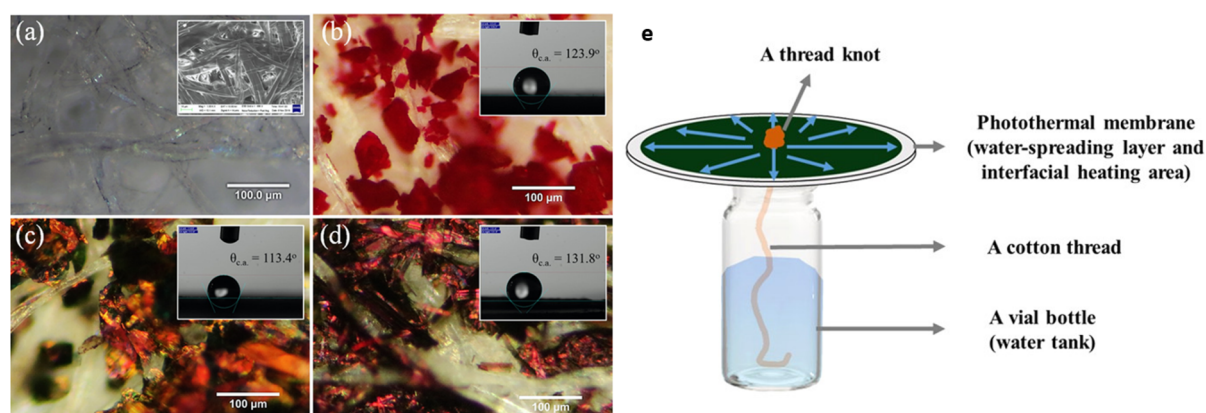 (a)
100.0 µm
(b)
θc.a. = 123.9°
100 µm
(c)
θc.a. = 113.4°
100 µm
(d)
θc.a. = 131.8°
100 µm
e
A thread knot
Photothermal membrane
(water-spreading layer and
interfacial heating area)
A cotton thread
A vial bottle
(water tank)